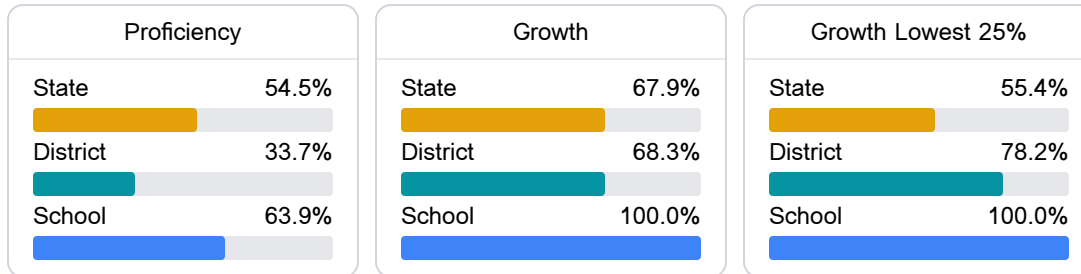 Proficiency
State 54.5%
District 33.7%
School 63.9%
Growth
State 67.9%
District 68.3%
School 100.0%
Growth Lowest 25%
State 55.4%
District 78.2%
School 100.0%